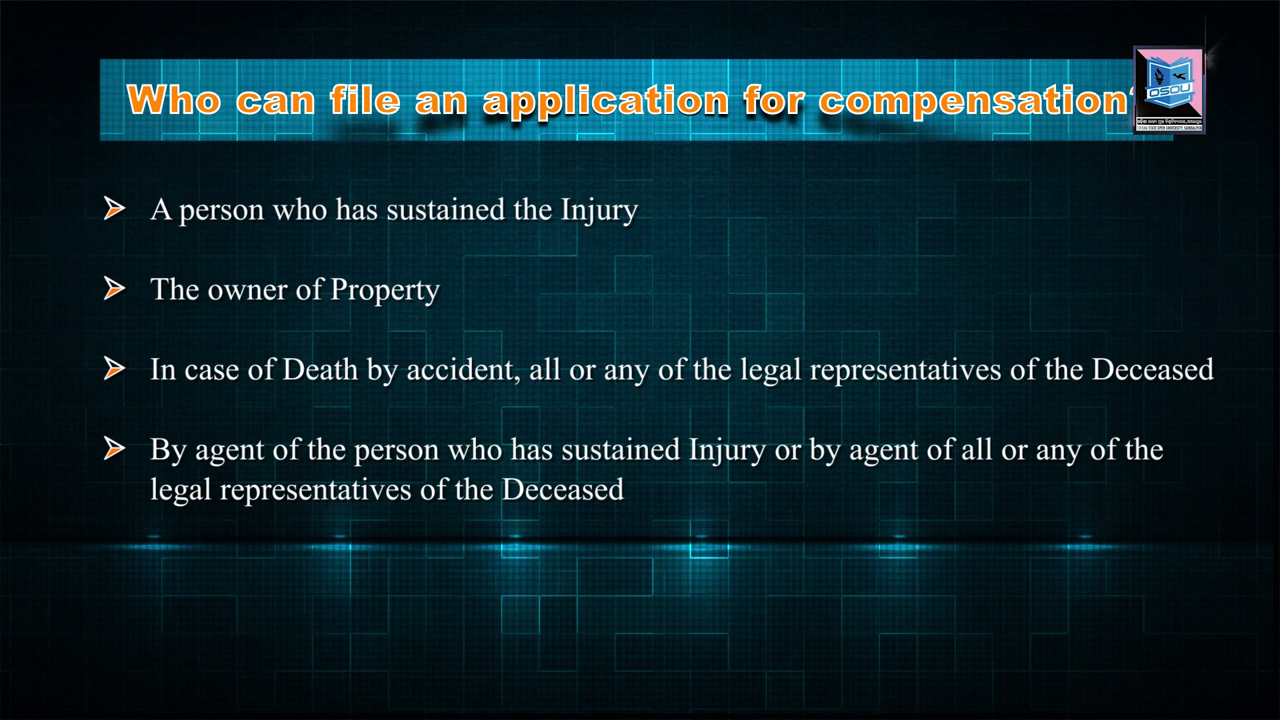 Who can file an application for compensation
OSOU
A person who has sustained the Injury
The owner of Property
In case of Death by accident, all or any of the legal representatives of the Deceased
By agent of the person who has sustained Injury or by agent of all or any of the
legal representatives of the Deceased